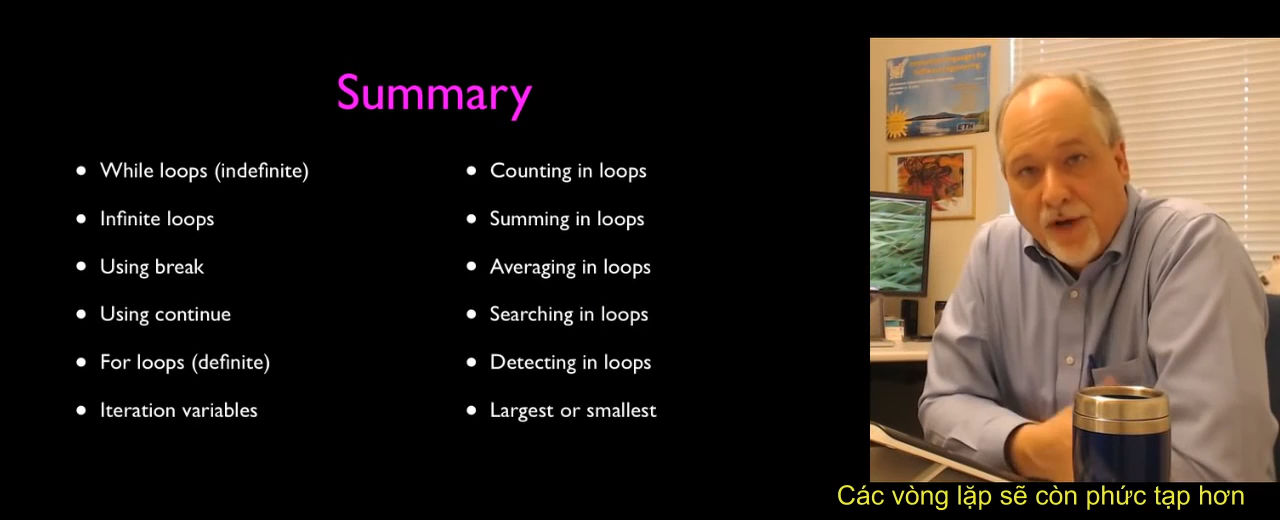 Summary
While loops (indefinite)
Infinite loops
Using break
Using continue
For loops (definite)
Iteration variables
Counting in loops
Summing in loops
Averaging in loops
Searching in loops
Detecting in loops
Largest or smallest
ETH
Các vòng lặp sẽ còn phức tạp hơn